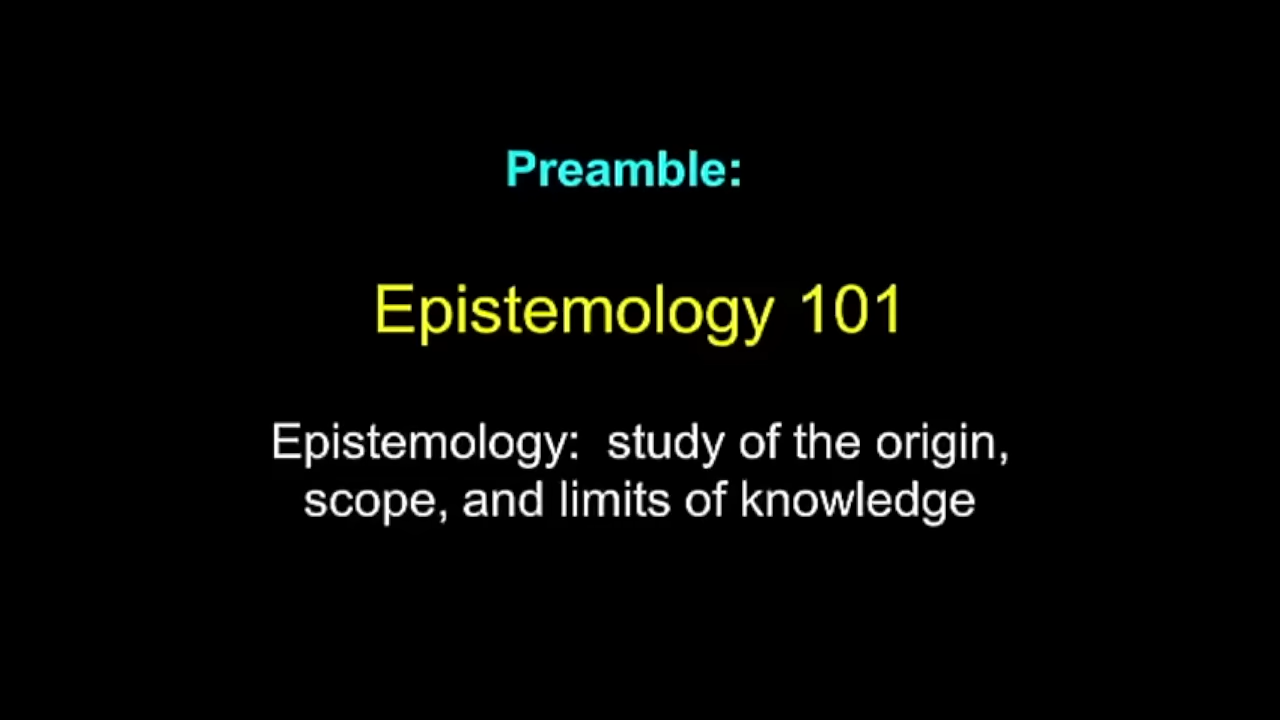 Preamble:
Epistemology 101
Epistemology:  study of the origin,
scope, and limits of knowledge